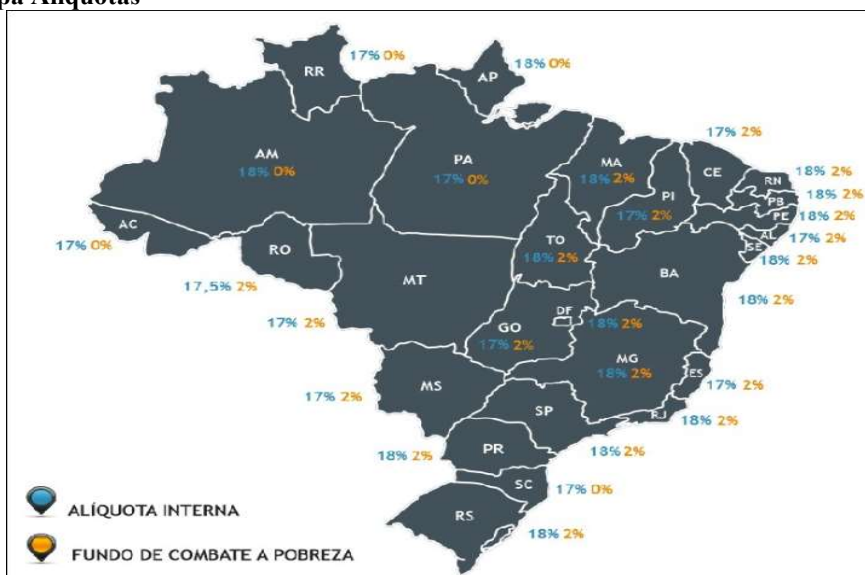 pa Alíquotas
17% 0%
RR
18% 0%
AP
17% 2%
AM
18% 0%
PA
17% 0%
MA
18% 2%
CE
18% 2%
RN
PI
17% 2%
18% 2%
PB
18% 2%
PE
AC
17% 0%
17% 2%
AL
SE
18% 2%
RO
17,5% 2%
TO
18% 2%
BA
MT
18% 2%
17% 2%
GO
17% 2%
DF
18% 2%
MG
18% 2%
ES
17% 2%
MS
17% 2%
SP
RJ
18% 2%
PR
18% 2%
18% 2%
SC
17% 0%
RS
18% 2%
ALÍQUOTA INTERNA
FUNDO DE COMBATE A POBREZA